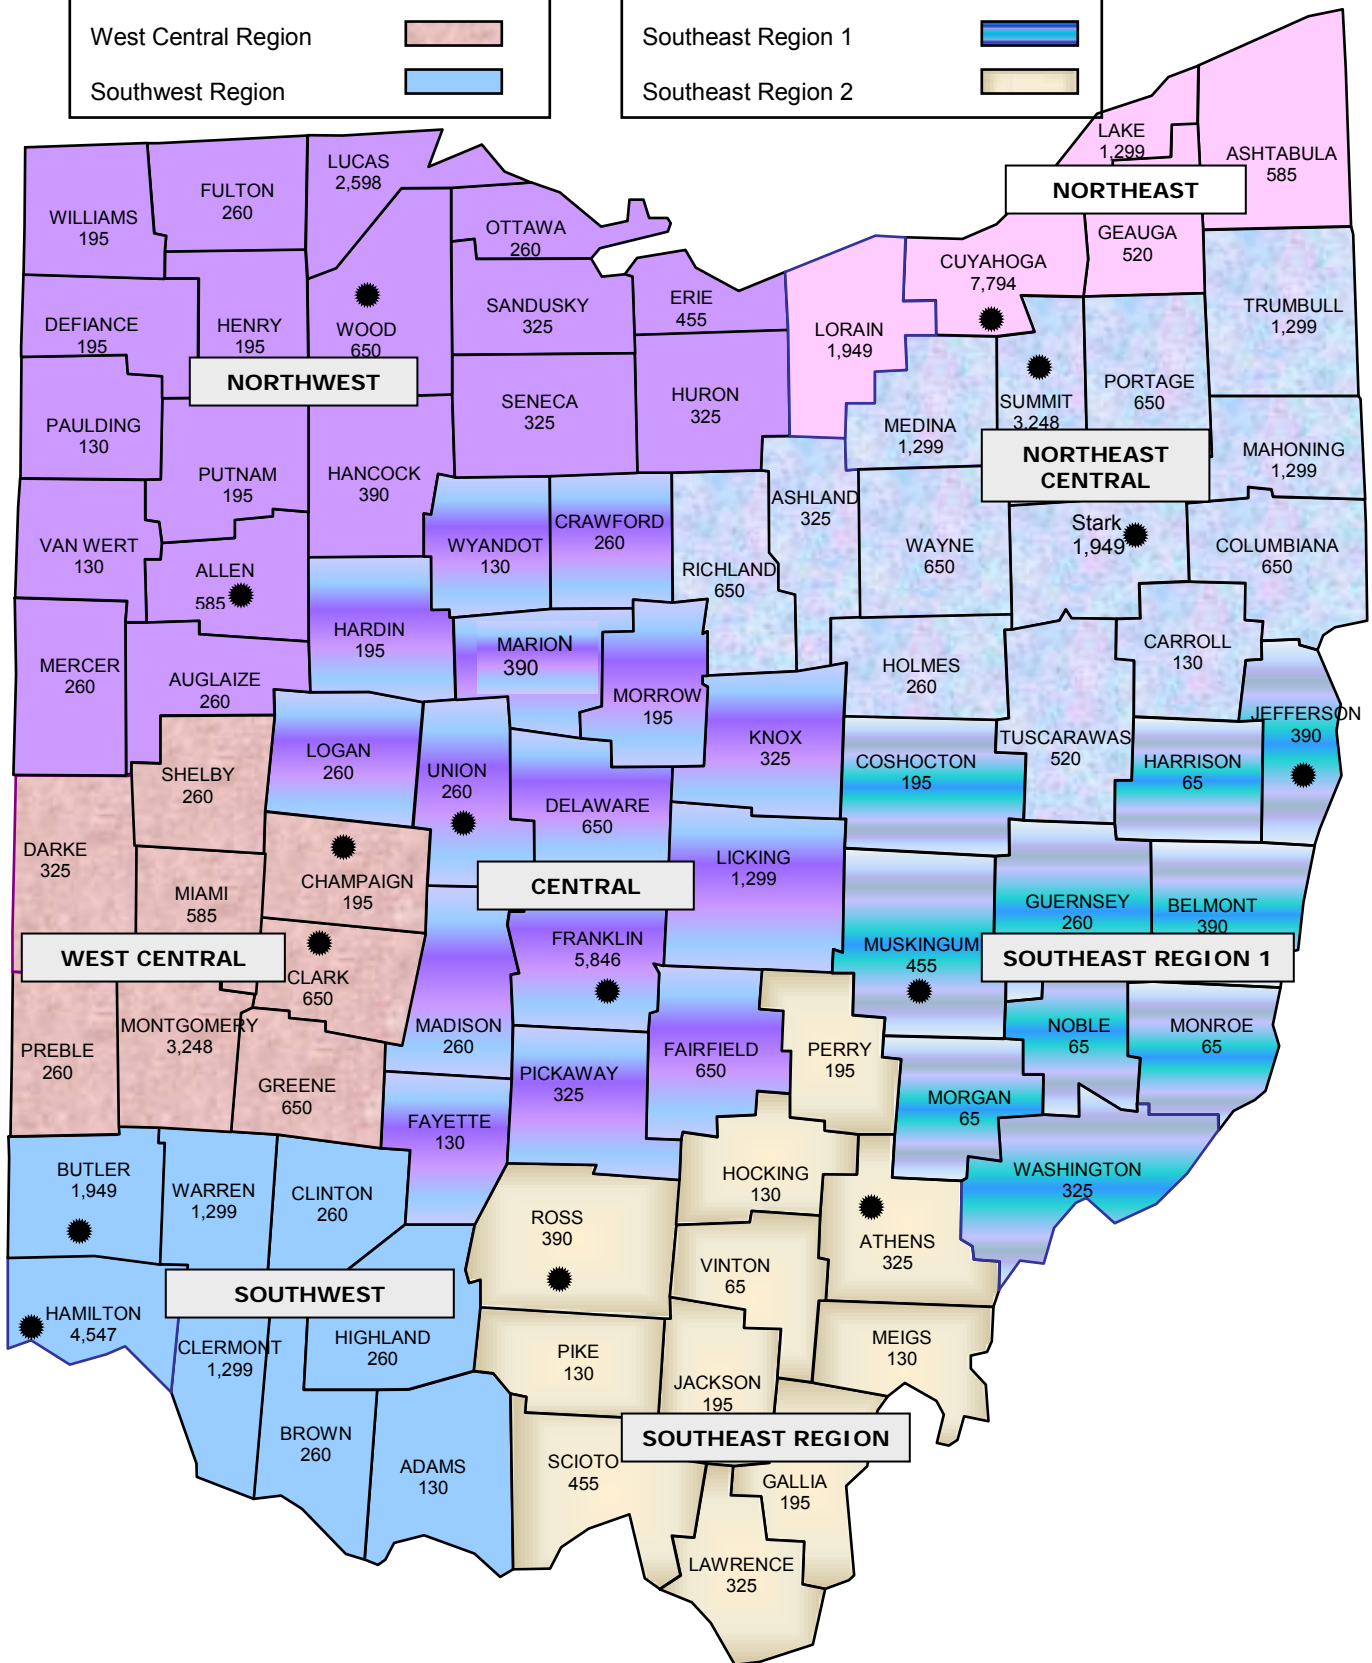 West Central Region
Southwest Region
Southeast Region 1
Southeast Region 2
LAKE
1,299
ASHTABULA
585
NORTHEAST
GEAUGA
520
CUYAHOGA
7,794
LORAIN
1,949
LUCAS
2,598
FULTON
260
WILLIAMS
195
OTTAWA
260
SANDUSKY
325
ERIE
455
DEFIANCE
195
HENRY
195
WOOD
650
NORTHWEST
PAULDING
130
PUTNAM
195
HANCOCK
390
SENECA
325
HURON
325
VAN WERT
130
ALLEN
585
MERCER
260
AUGLAIZE
260
TRUMBULL
1,299
PORTAGE
650
SUMMIT
3,248
MEDINA
1,299
NORTHEAST
CENTRAL
MAHONING
1,299
ASHLAND
325
RICHLAND
650
WAYNE
650
Stark
1,949
COLUMBIANA
650
HOLMES
260
CARROLL
130
TUSCARAWAS
520
WYANDOT
130
CRAWFORD
260
HARDIN
195
MARION
390
MORROW
195
KNOX
325
LOGAN
260
UNION
260
DELAWARE
650
LICKING
1,299
CENTRAL
FRANKLIN
5,846
MADISON
260
FAIRFIELD
650
PICKAWAY
325
FAYETTE
130
SHELBY
260
DARKE
325
MIAMI
585
CHAMPAIGN
195
WEST CENTRAL
CLARK
650
MONTGOMERY
3,248
PREBLE
260
GREENE
650
JEFFERSON
390
HARRISON
65
COSHOCTON
195
GUERNSEY
260
BELMONT
390
MUSKINGUM
455
SOUTHEAST REGION 1
NOBLE
65
MONROE
65
MORGAN
65
WASHINGTON
325
PERRY
195
HOCKING
130
ATHENS
325
ROSS
390
VINTON
65
PIKE
130
JACKSON
195
MEIGS
130
SOUTHEAST REGION
SCIOTO
455
GALLIA
195
LAWRENCE
325
BUTLER
1,949
WARREN
1,299
CLINTON
260
SOUTHWEST
HAMILTON
4,547
CLERMONT
1,299
HIGHLAND
260
BROWN
260
ADAMS
130